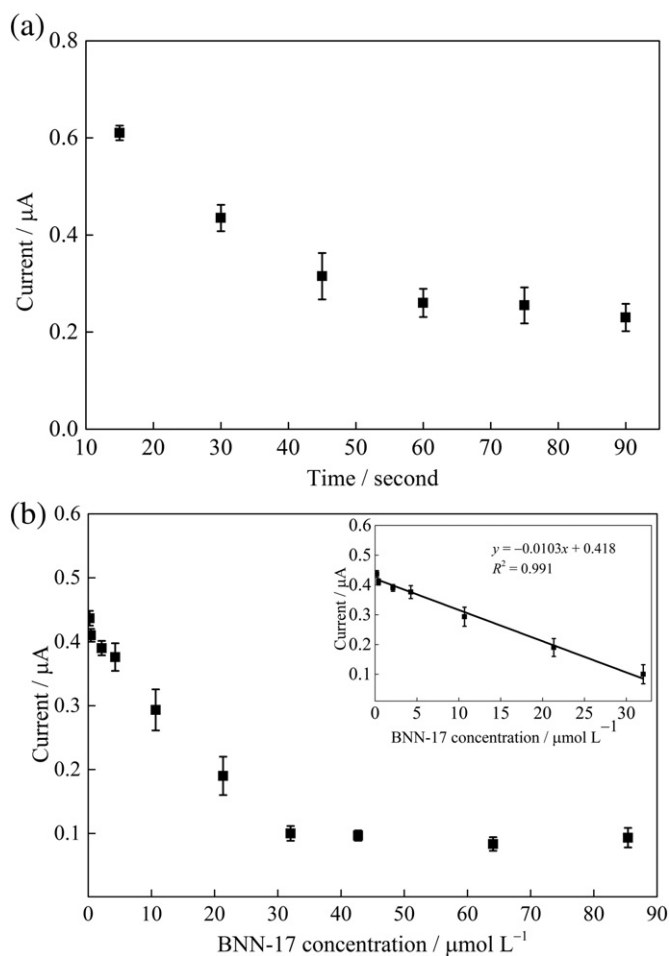 (a)
0.8
0.6
0.4
0.2
0.0
Current / μA
10 20 30 40 50 60 70 80 90
Time / second
(b)
0.6
0.5
0.4
0.3
0.2
0.1
Current / μA
0 10 20 30 40 50 60 70 80 90
BNN-17 concentration / μmol L⁻¹
0.6
0.5
0.4
0.3
0.2
0.1
Current / μA
y = −0.0103x + 0.418
R² = 0.991
0 5 10 15 20 25 30
BNN-17 concentration / μmol L⁻¹